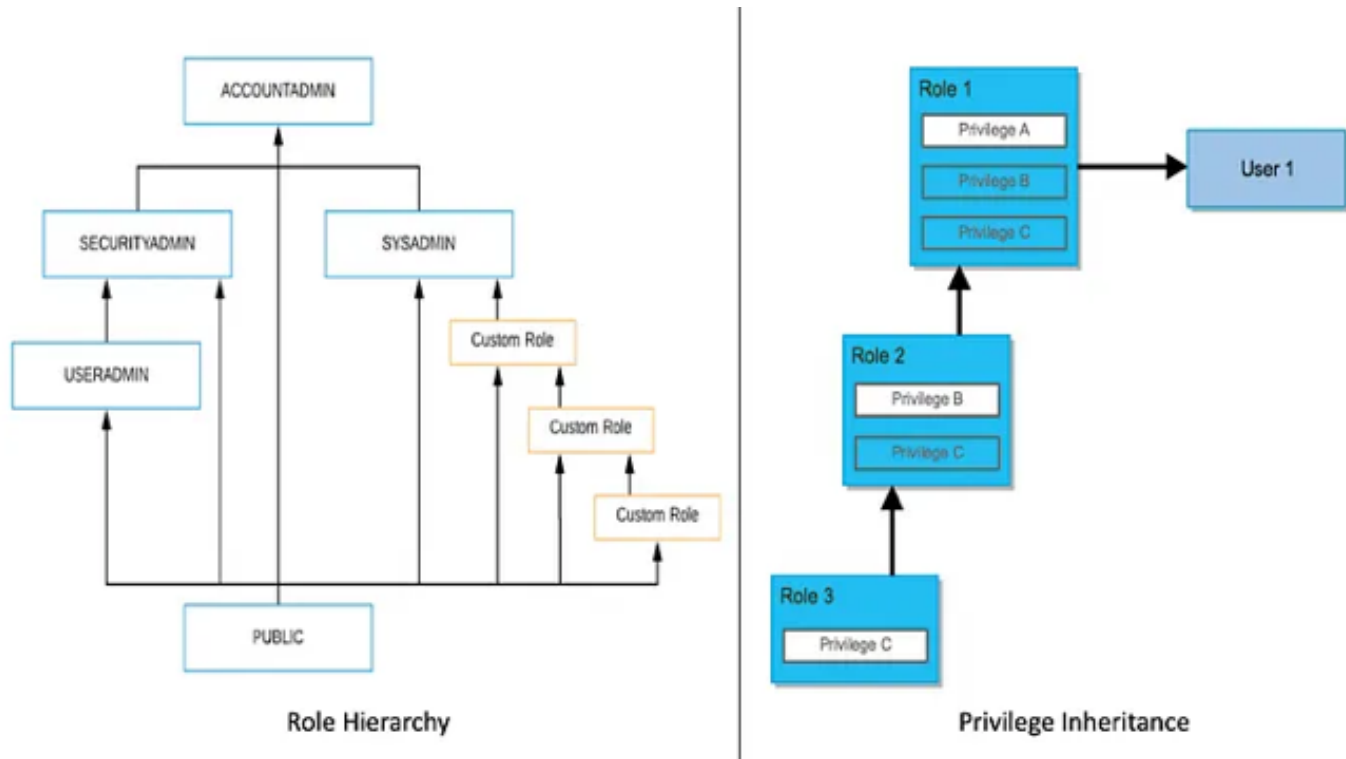 ACCOUNTADMIN
SECURITYADMIN
SYSADMIN
Custom Role
USERADMIN
Custom Role
Custom Role
PUBLIC
Role Hierarchy
Role 1
Privilege A
Privilege B
Privilege C
User 1
Role 2
Privilege B
Privilege C
Role 3
Privilege C
Privilege Inheritance